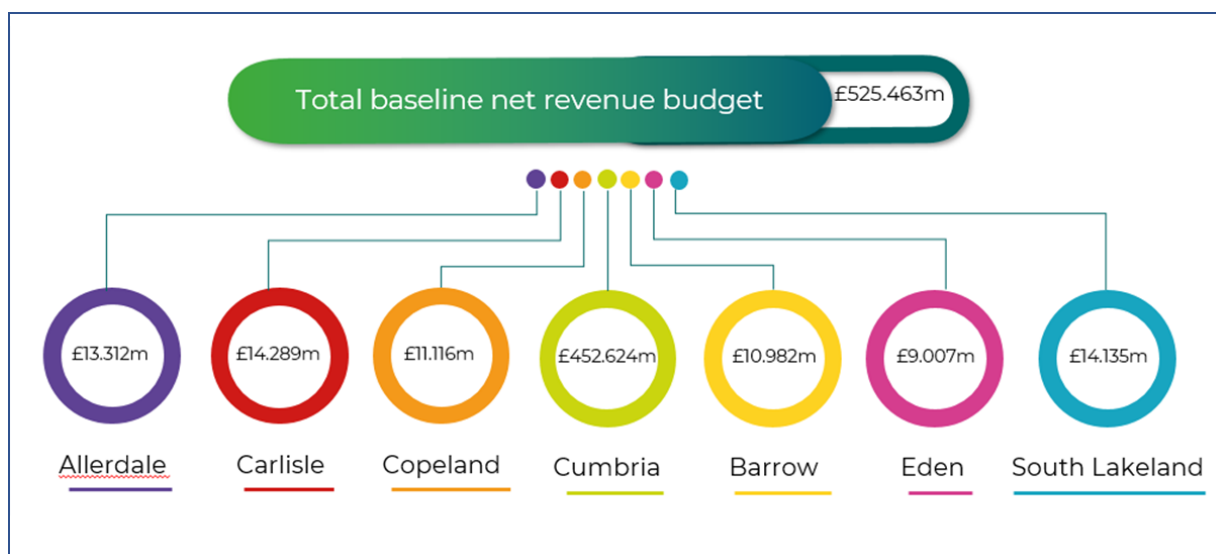 Total baseline net revenue budget £525.463m
£13.312m £14.289m £11.116m £452.624m £10.982m £9.007m £14.135m
Allerdale Carlisle Copeland Cumbria Barrow Eden South Lakeland